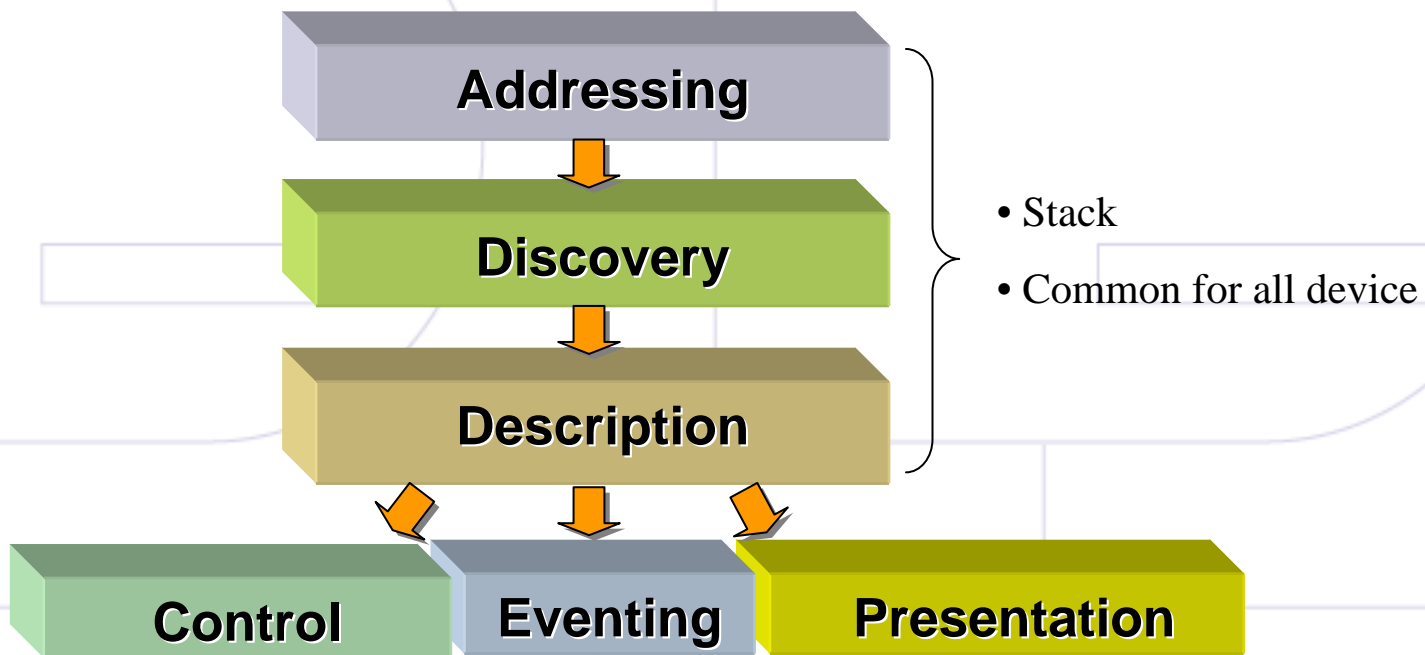 Addressing
Discovery
• Stack
• Common for all device
Description
Control
Eventing
Presentation